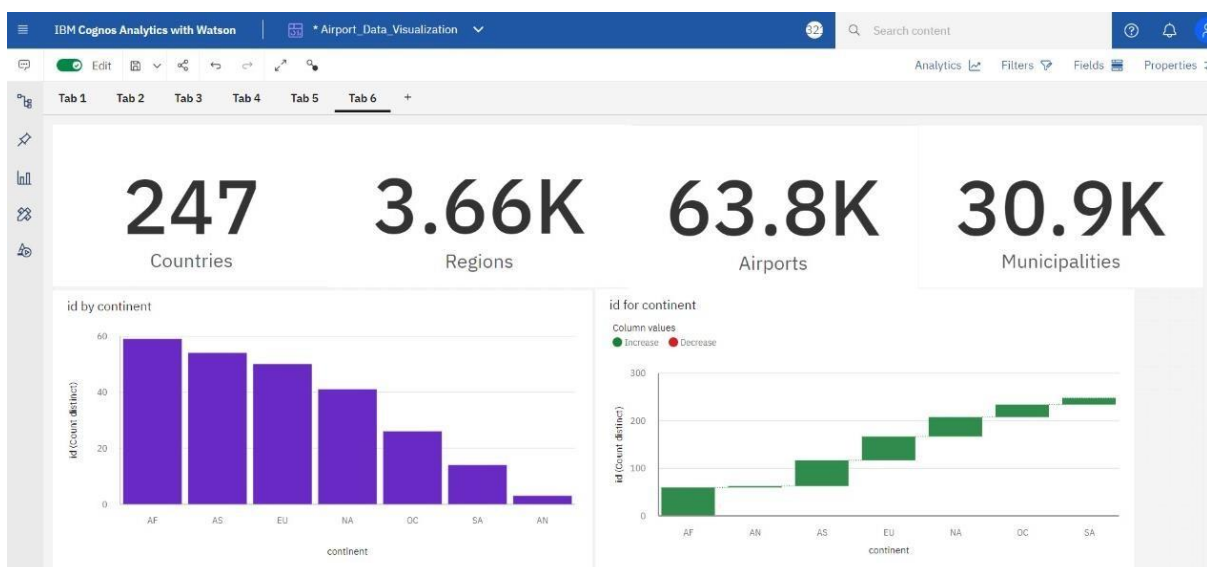 IBM Cognos Analytics with Watson
* Airport_Data_Visualization
Search content
Edit
Analytics
Filters
Fields
Properties
Tab 1 Tab 2 Tab 3 Tab 4 Tab 5 Tab 6 +
247 3.66K 63.8K 30.9K
Countries Regions Airports Municipalities
id by continent
60
40
20
0
id (Count distinct)
AF AS EU NA OC SA AN
continent
id for continent
Column values
Increase Decrease
300
200
100
0
id (Count distinct)
AF AN AS EU NA OC SA
continent